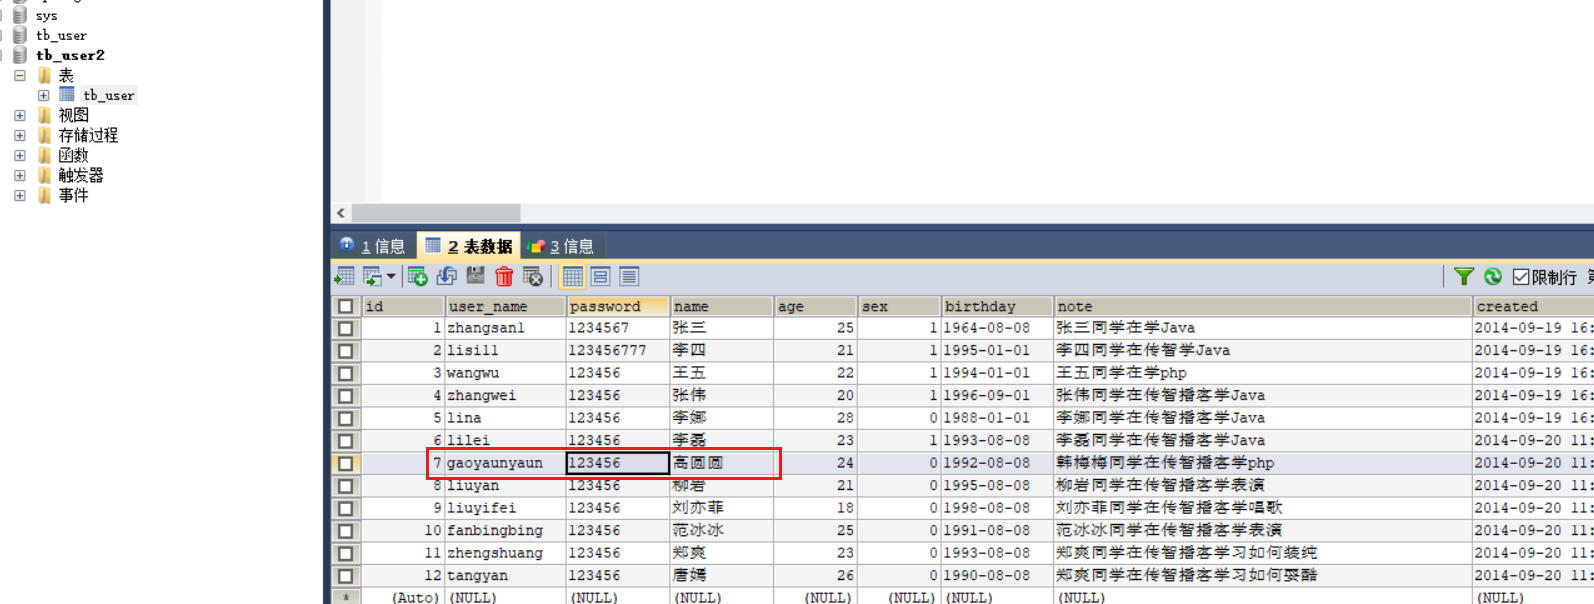 sys
tb_user
tb_user2
表
tb_user
视图
存储过程
函数
触发器
事件
1 信息 2 表数据 3 信息
限制行
id user_name password name age sex birthday note created
1 zhangsan1 1234567 张三 25 1 1964-08-08 张三同学在学Java 2014-09-19 16:
2 lisi11 123456777 李四 21 1 1995-01-01 李四同学在传智学Java 2014-09-19 16:
3 wangwu 123456 王五 22 1 1994-01-01 王五同学在学php 2014-09-19 16:
4 zhangwei 123456 张伟 20 1 1996-09-01 张伟同学在传智播客学Java 2014-09-19 16:
5 lina 123456 李娜 28 0 1988-01-01 李娜同学在传智播客学Java 2014-09-19 16:
6 lilei 123456 李磊 23 1 1993-08-08 李磊同学在传智播客学Java 2014-09-20 11:
7 gaoyaunyaun 123456 高圆圆 24 0 1992-08-08 韩梅梅同学在传智播客学php 2014-09-20 11:
8 liuyan 123456 柳岩 21 0 1995-08-08 柳岩同学在传智播客学表演 2014-09-20 11:
9 liuyifei 123456 刘亦菲 18 0 1998-08-08 刘亦菲同学在传智播客学唱歌 2014-09-20 11:
10 fanbingbing 123456 范冰冰 25 0 1991-08-08 范冰冰同学在传智播客学表演 2014-09-20 11:
11 zhengshuang 123456 郑爽 23 0 1993-08-08 郑爽同学在传智播客学习如何装纯 2014-09-20 11:
12 tangyan 123456 唐嫣 26 0 1990-08-08 郑爽同学在传智播客学习如何耍酷 2014-09-20 11:
* (Auto) (NULL) (NULL) (NULL) (NULL) (NULL) (NULL) (NULL) (NULL)